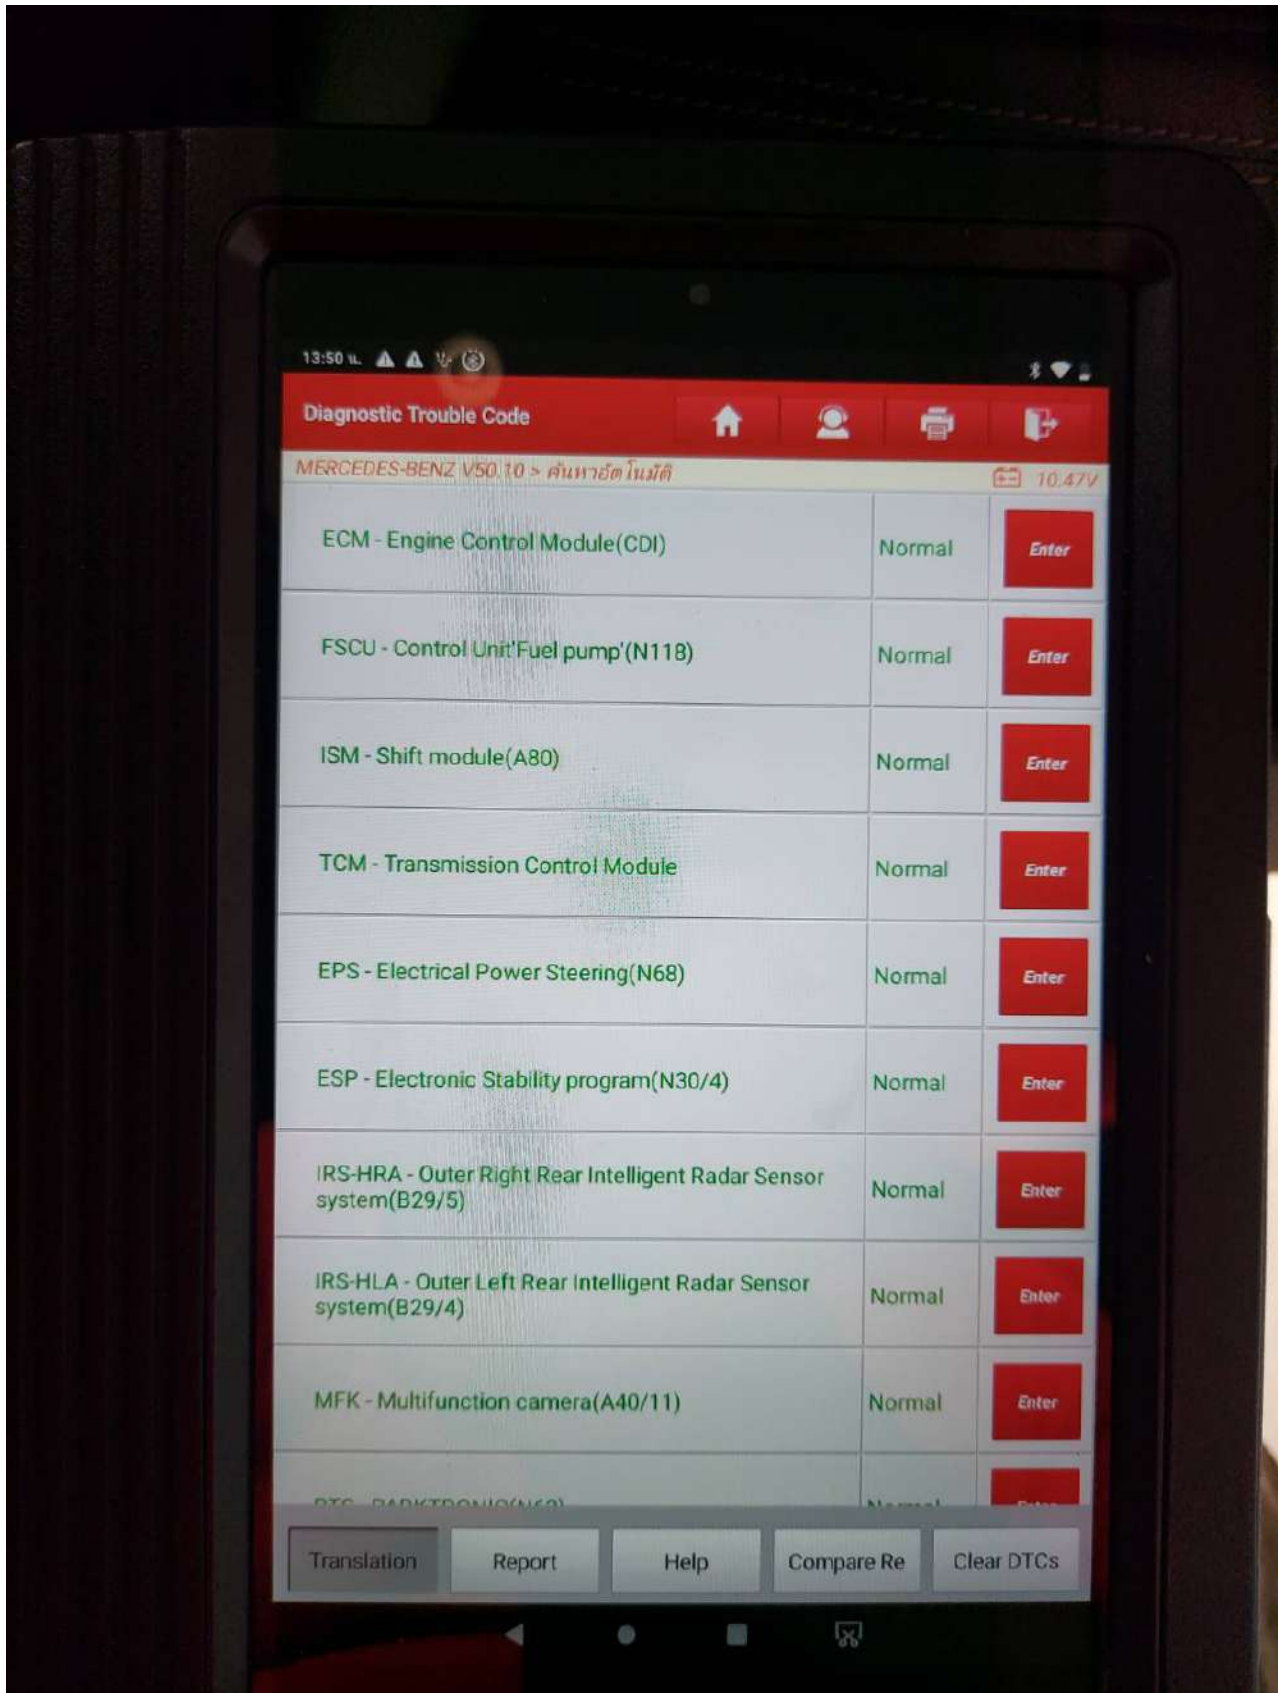 13:50 น.
Diagnostic Trouble Code
MERCEDES-BENZ V50.10 > ค้นหาอัตโนมัติ 10.47V
ECM - Engine Control Module(CDI) Normal Enter
FSCU - Control Unit'Fuel pump'(N118) Normal Enter
ISM - Shift module(A80) Normal Enter
TCM - Transmission Control Module Normal Enter
EPS - Electrical Power Steering(N68) Normal Enter
ESP - Electronic Stability program(N30/4) Normal Enter
IRS-HRA - Outer Right Rear Intelligent Radar Sensor
system(B29/5) Normal Enter
IRS-HLA - Outer Left Rear Intelligent Radar Sensor
system(B29/4) Normal Enter
MFK - Multifunction camera(A40/11) Normal Enter
PTS - PARKTRONIC(N62) Normal Enter
Translation Report Help Compare Re Clear DTCs